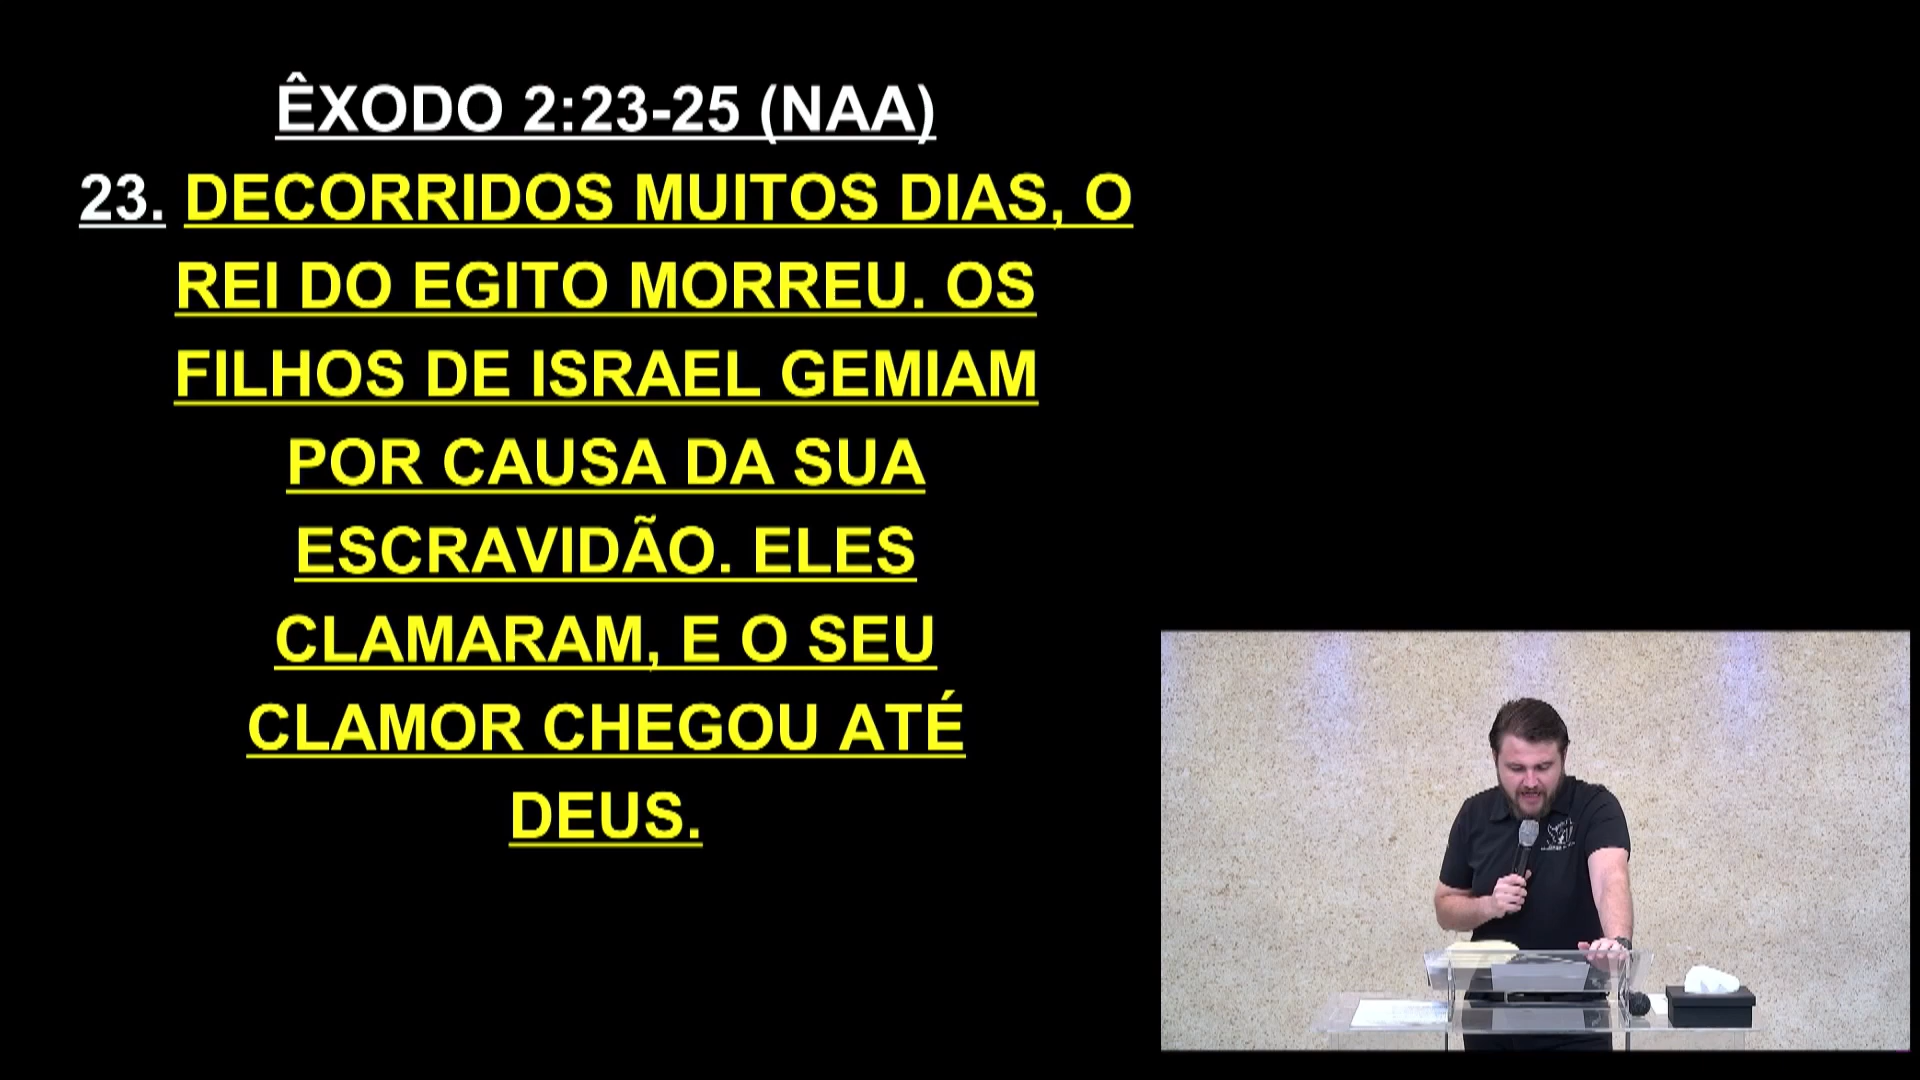 ÊXODO 2:23-25 (NAA)
23. DECORRIDOS MUITOS DIAS, O
REI DO EGITO MORREU. OS
FILHOS DE ISRAEL GEMIAM
POR CAUSA DA SUA
ESCRAVIDÃO. ELES
CLAMARAM, E O SEU
CLAMOR CHEGOU ATÉ
DEUS.